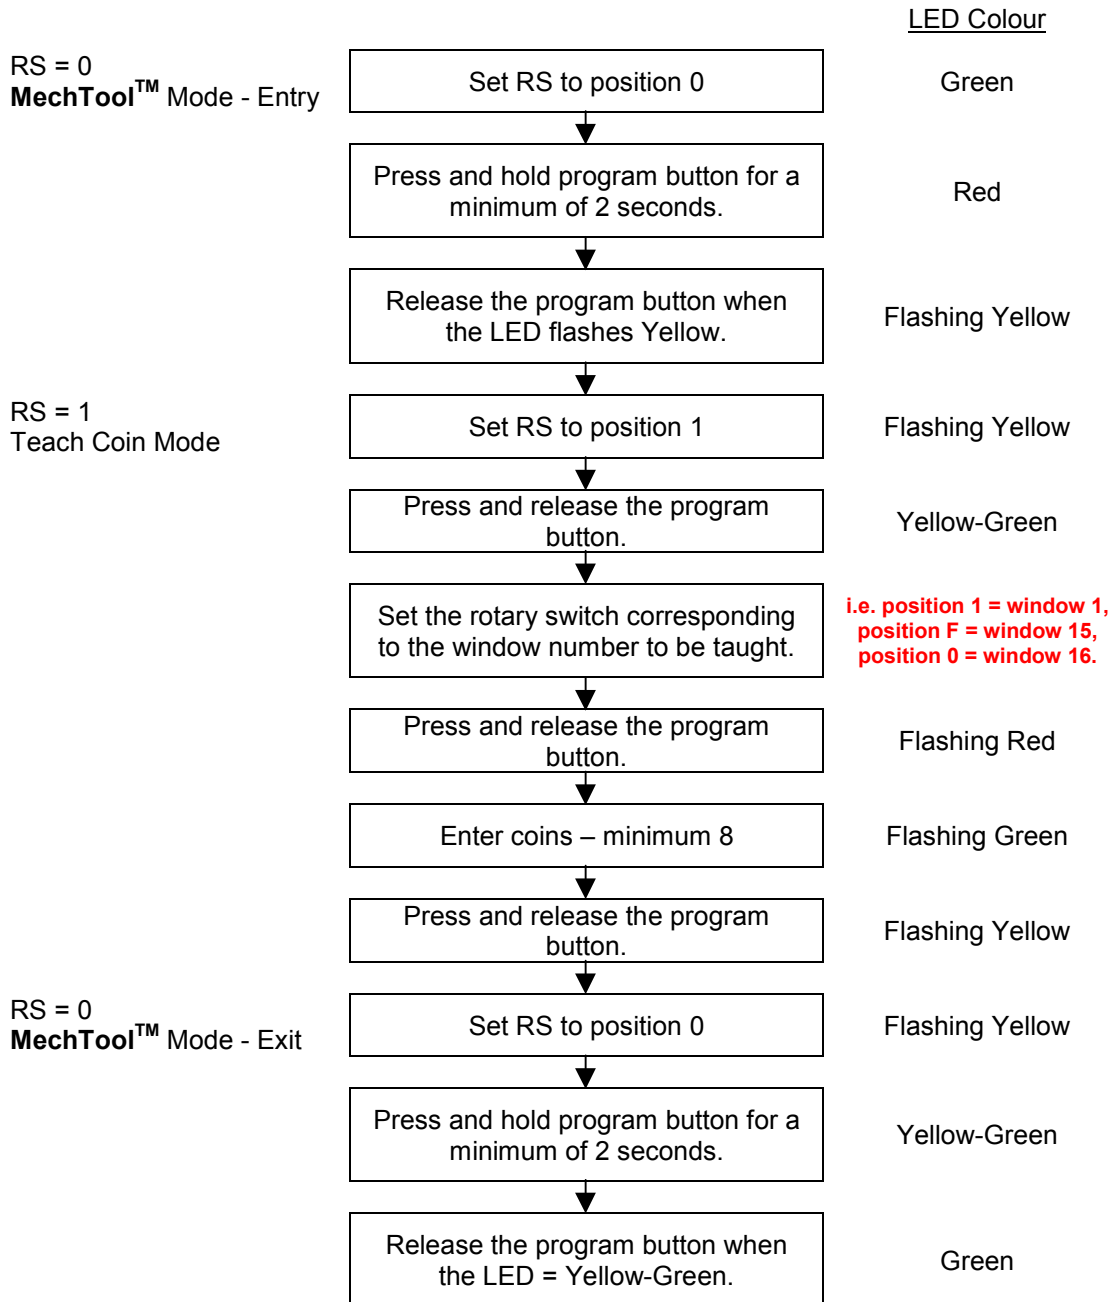 LED Colour
RS = 0
MechTool™ Mode - Entry
Set RS to position 0
Green
Press and hold program button for a
minimum of 2 seconds.
Red
Release the program button when
the LED flashes Yellow.
Flashing Yellow
RS = 1
Teach Coin Mode
Set RS to position 1
Flashing Yellow
Press and release the program
button.
Yellow-Green
Set the rotary switch corresponding
to the window number to be taught.
i.e. position 1 = window 1,
position F = window 15,
position 0 = window 16.
Press and release the program
button.
Flashing Red
Enter coins – minimum 8
Flashing Green
Press and release the program
button.
Flashing Yellow
RS = 0
MechTool™ Mode - Exit
Set RS to position 0
Flashing Yellow
Press and hold program button for a
minimum of 2 seconds.
Yellow-Green
Release the program button when
the LED = Yellow-Green.
Green